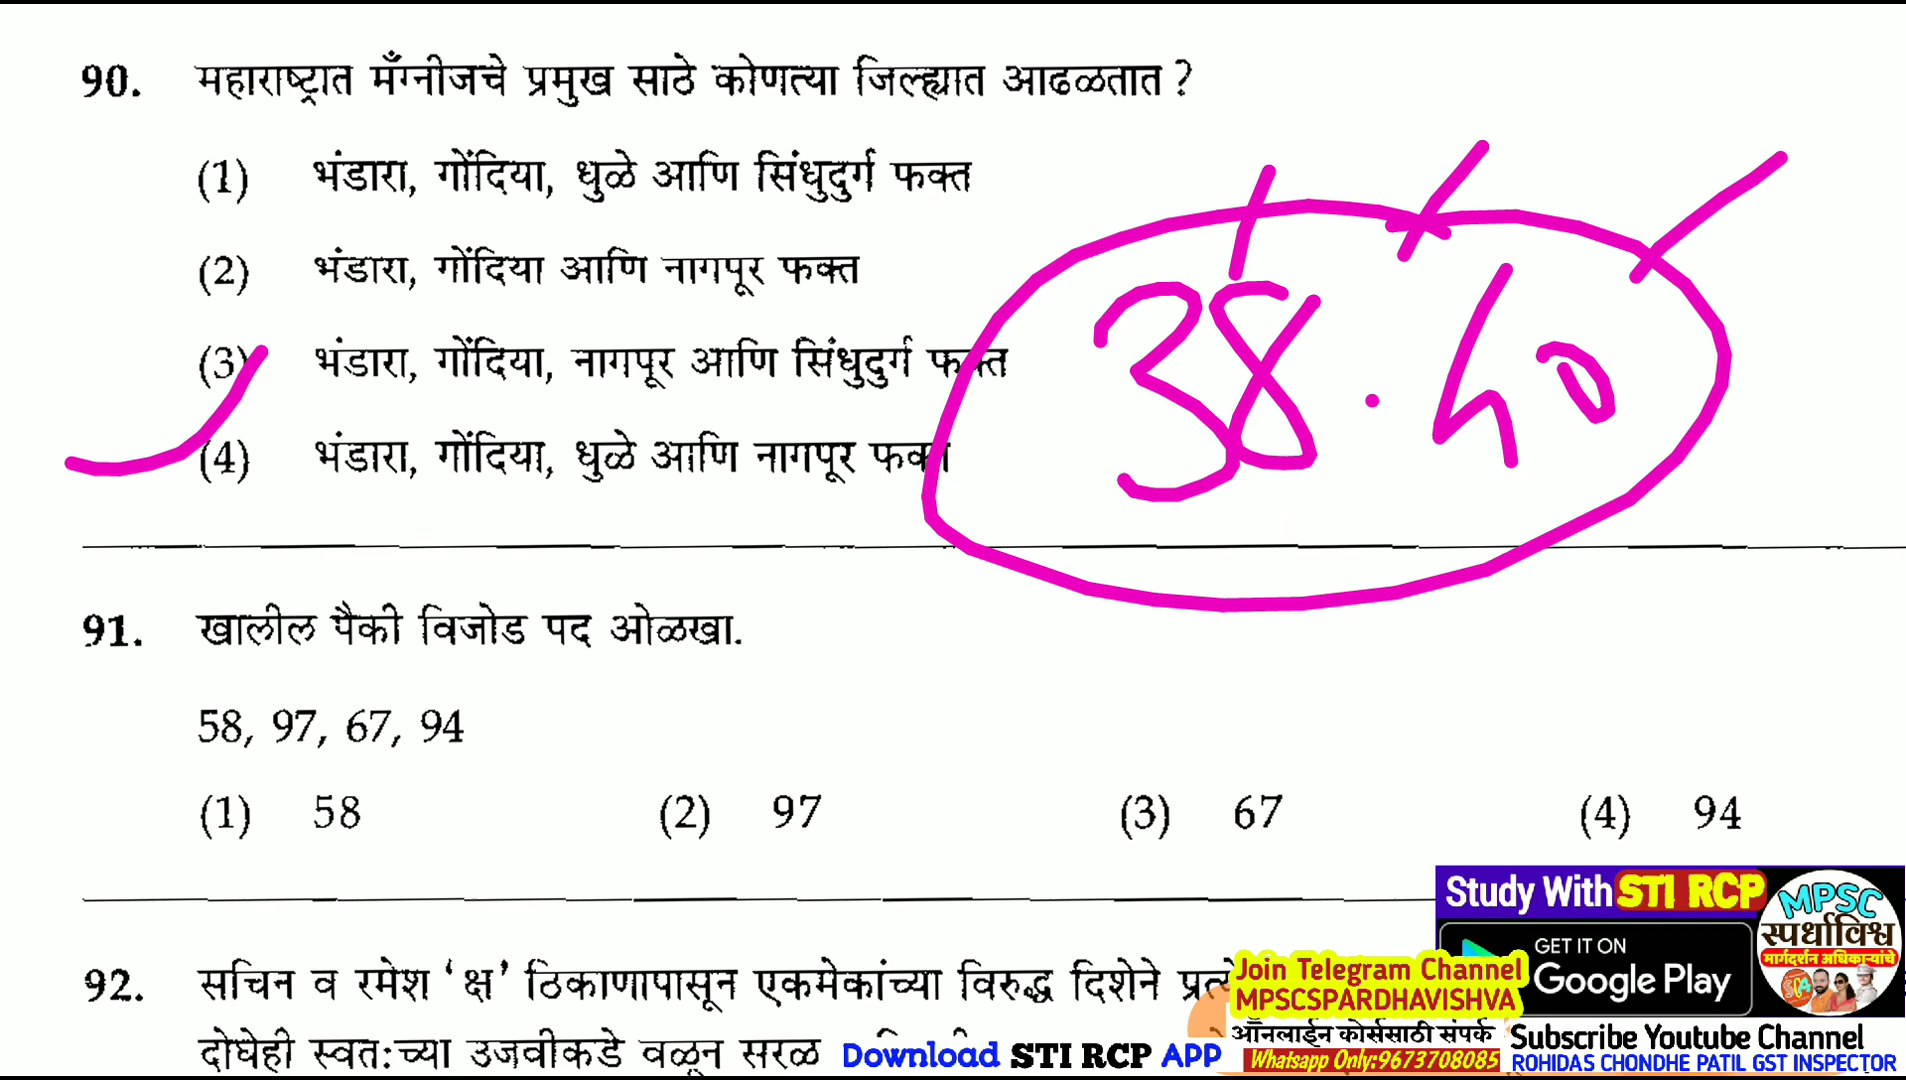 90. महाराष्ट्रात मँग्नीजचे प्रमुख साठे कोणत्या जिल्ह्यात आढळतात ?
(1) भंडारा, गोंदिया, धुळे आणि सिंधुदुर्ग फक्त
(2) भंडारा, गोंदिया आणि नागपूर फक्त
(3) भंडारा, गोंदिया, नागपूर आणि सिंधुदुर्ग फक्त
(4) भंडारा, गोंदिया, धुळे आणि नागपूर फक्त
38.40
91. खालील पैकी विजोड पद ओळखा.
58, 97, 67, 94
(1) 58 (2) 97 (3) 67 (4) 94
Study With STI RCP
MPSC
स्पर्धाविश्व
मार्गदर्शन अधिकाऱ्यांचे
GET IT ON
Google Play
92. सचिन व रमेश ‘क्ष’ ठिकाणापासून एकमेकांच्या विरुद्ध दिशेने
Join Telegram Channel
MPSCSPARDHAVISHVA
दोघेही स्वत:च्या उजवीकडे वळून सरळ
Download STI RCP APP
ऑनलाईन कोर्ससाठी संपर्क
Whatsapp Only:9673708085
Subscribe Youtube Channel
ROHIDAS CHONDHE PATIL GST INSPECTOR